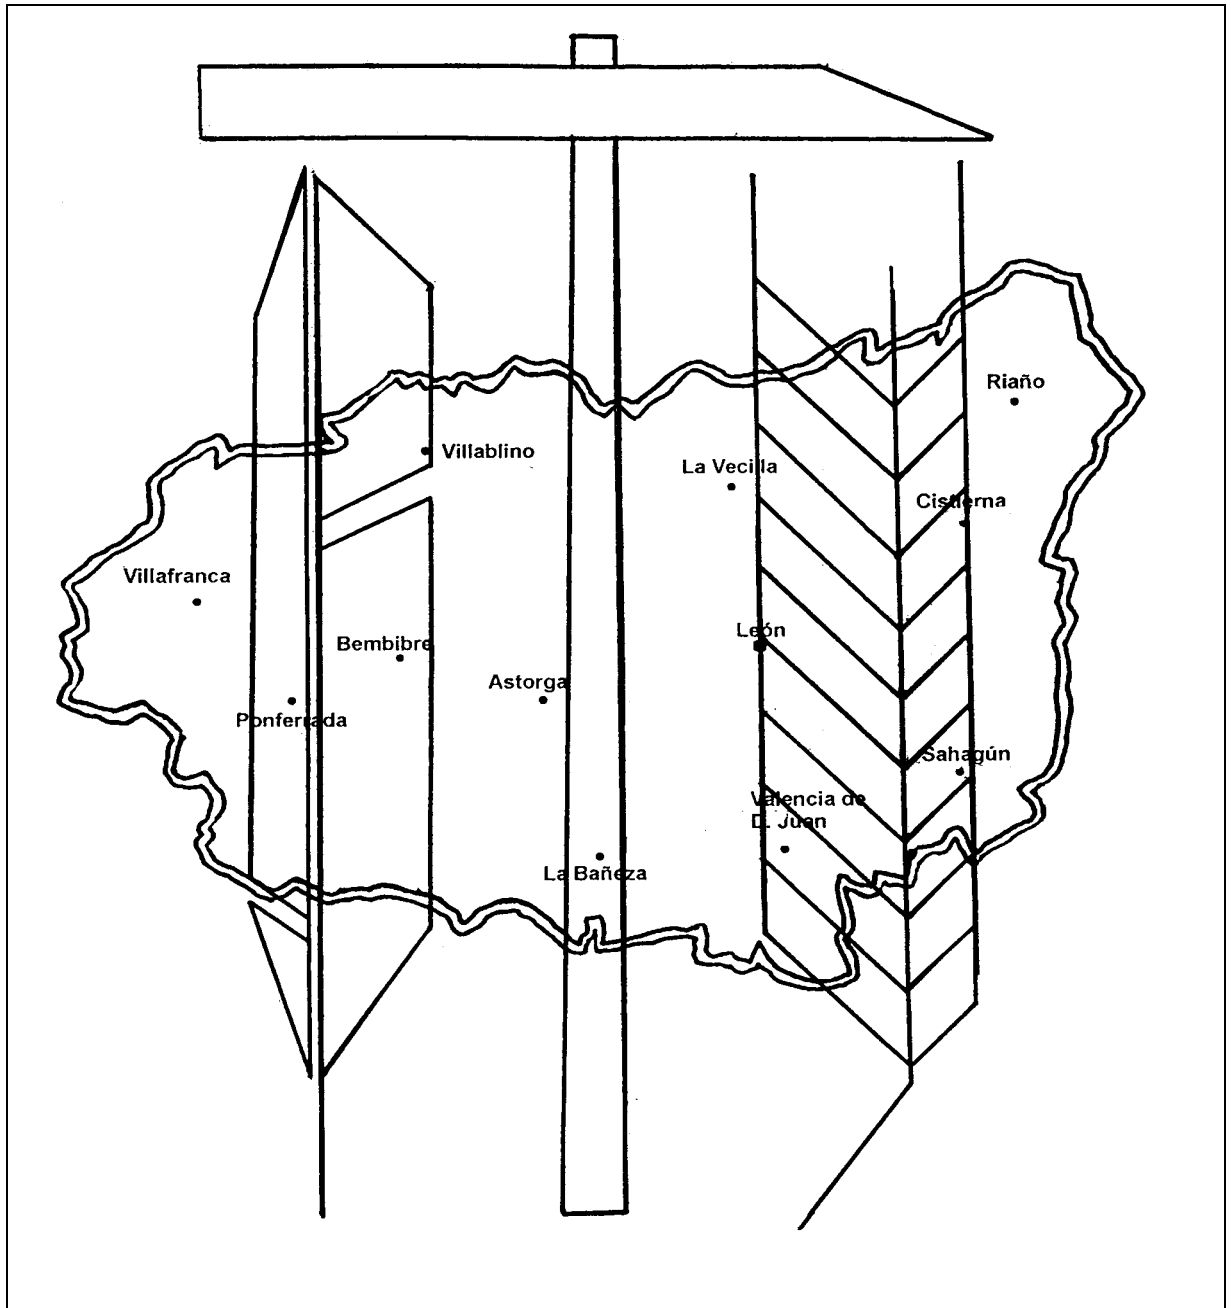 Riaño
Villablino
La Vecilla
Cistierna
Villafranca
León
Bembibre
Astorga
Ponferrada
Sahagún
Valencia de
D. Juan
La Bañeza